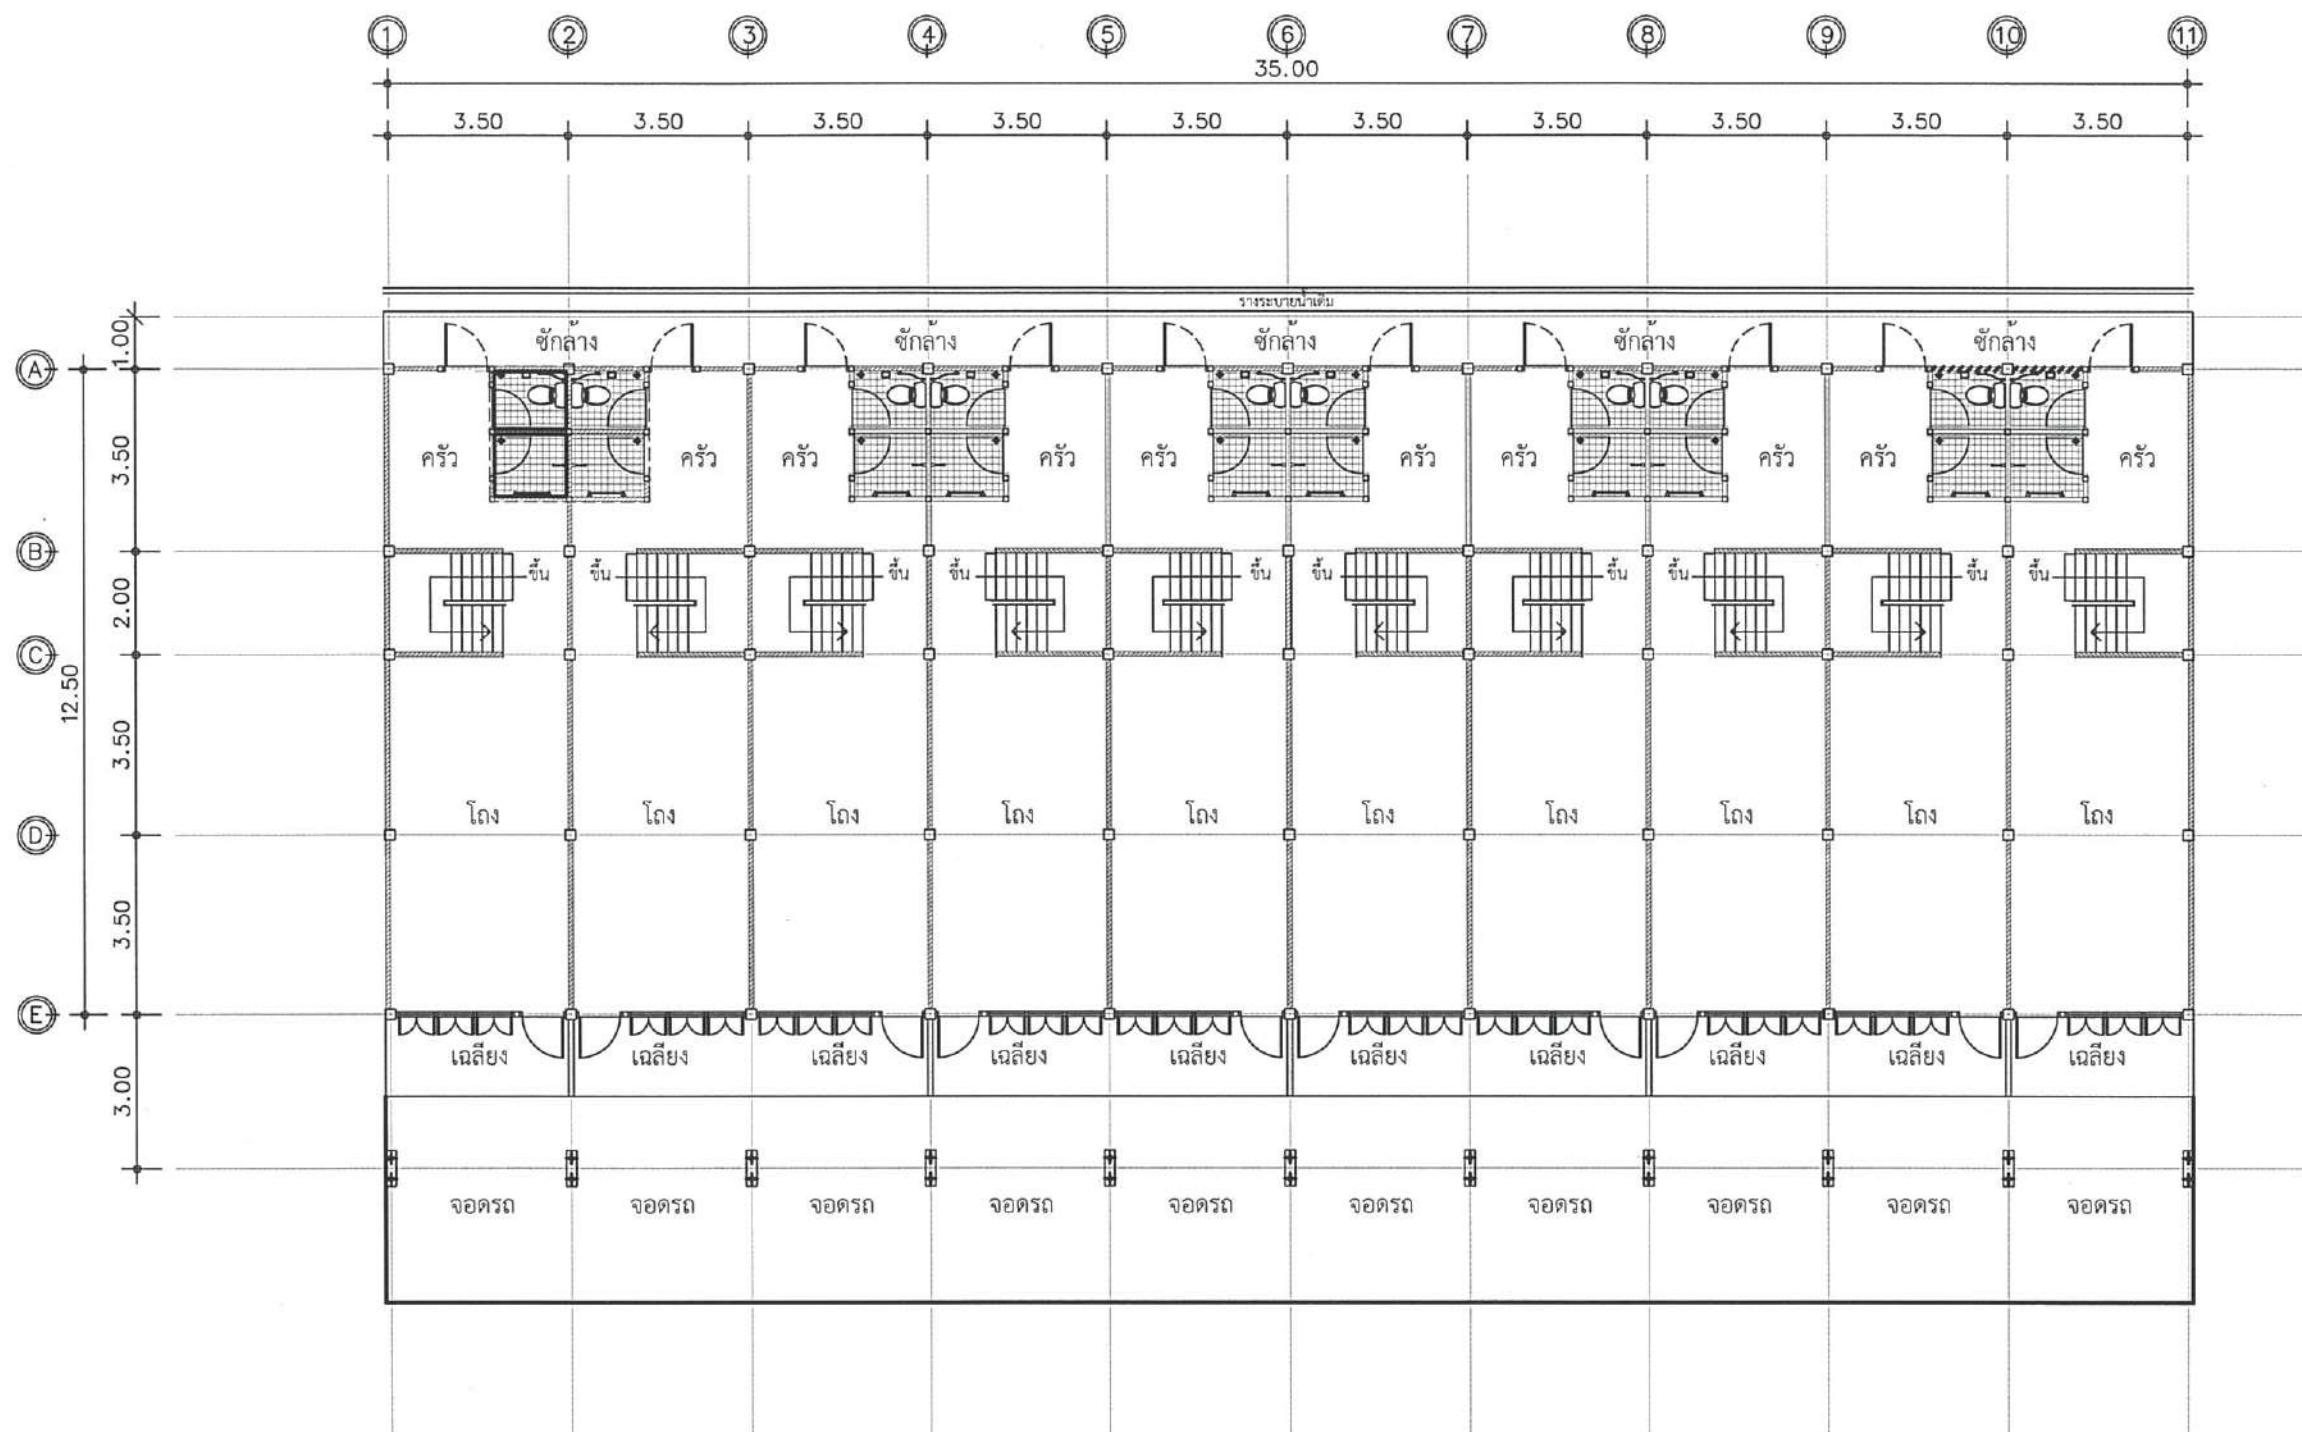 1 2 3 4 5 6 7 8 9 10 11
35.00
3.50 3.50 3.50 3.50 3.50 3.50 3.50 3.50 3.50 3.50
รางระบายน้ำเดิม
1.00
ซักล้าง ซักล้าง ซักล้าง ซักล้าง ซักล้าง
A
3.50
ครัว ครัว ครัว ครัว ครัว ครัว ครัว ครัว ครัว ครัว
B
ขึ้น ขึ้น ขึ้น ขึ้น ขึ้น ขึ้น ขึ้น ขึ้น ขึ้น ขึ้น
2.00
C
12.50
3.50
โถง โถง โถง โถง โถง โถง โถง โถง โถง โถง
D
3.50
E
เฉลียง เฉลียง เฉลียง เฉลียง เฉลียง เฉลียง เฉลียง เฉลียง เฉลียง เฉลียง
3.00
จอดรถ จอดรถ จอดรถ จอดรถ จอดรถ จอดรถ จอดรถ จอดรถ จอดรถ จอดรถ